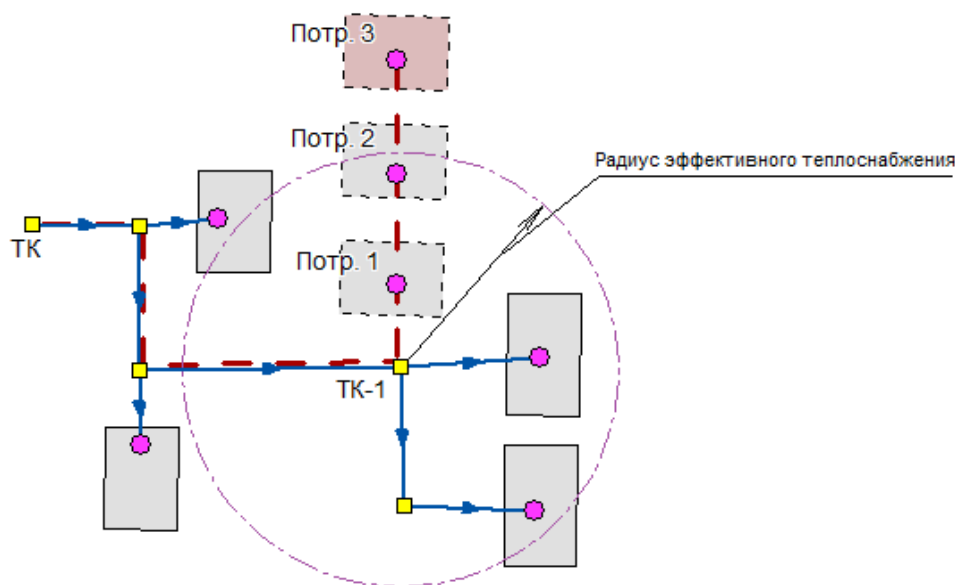 Потр. 3
Потр. 2
Радиус эффективного теплоснабжения
ТК
Потр. 1
ТК-1